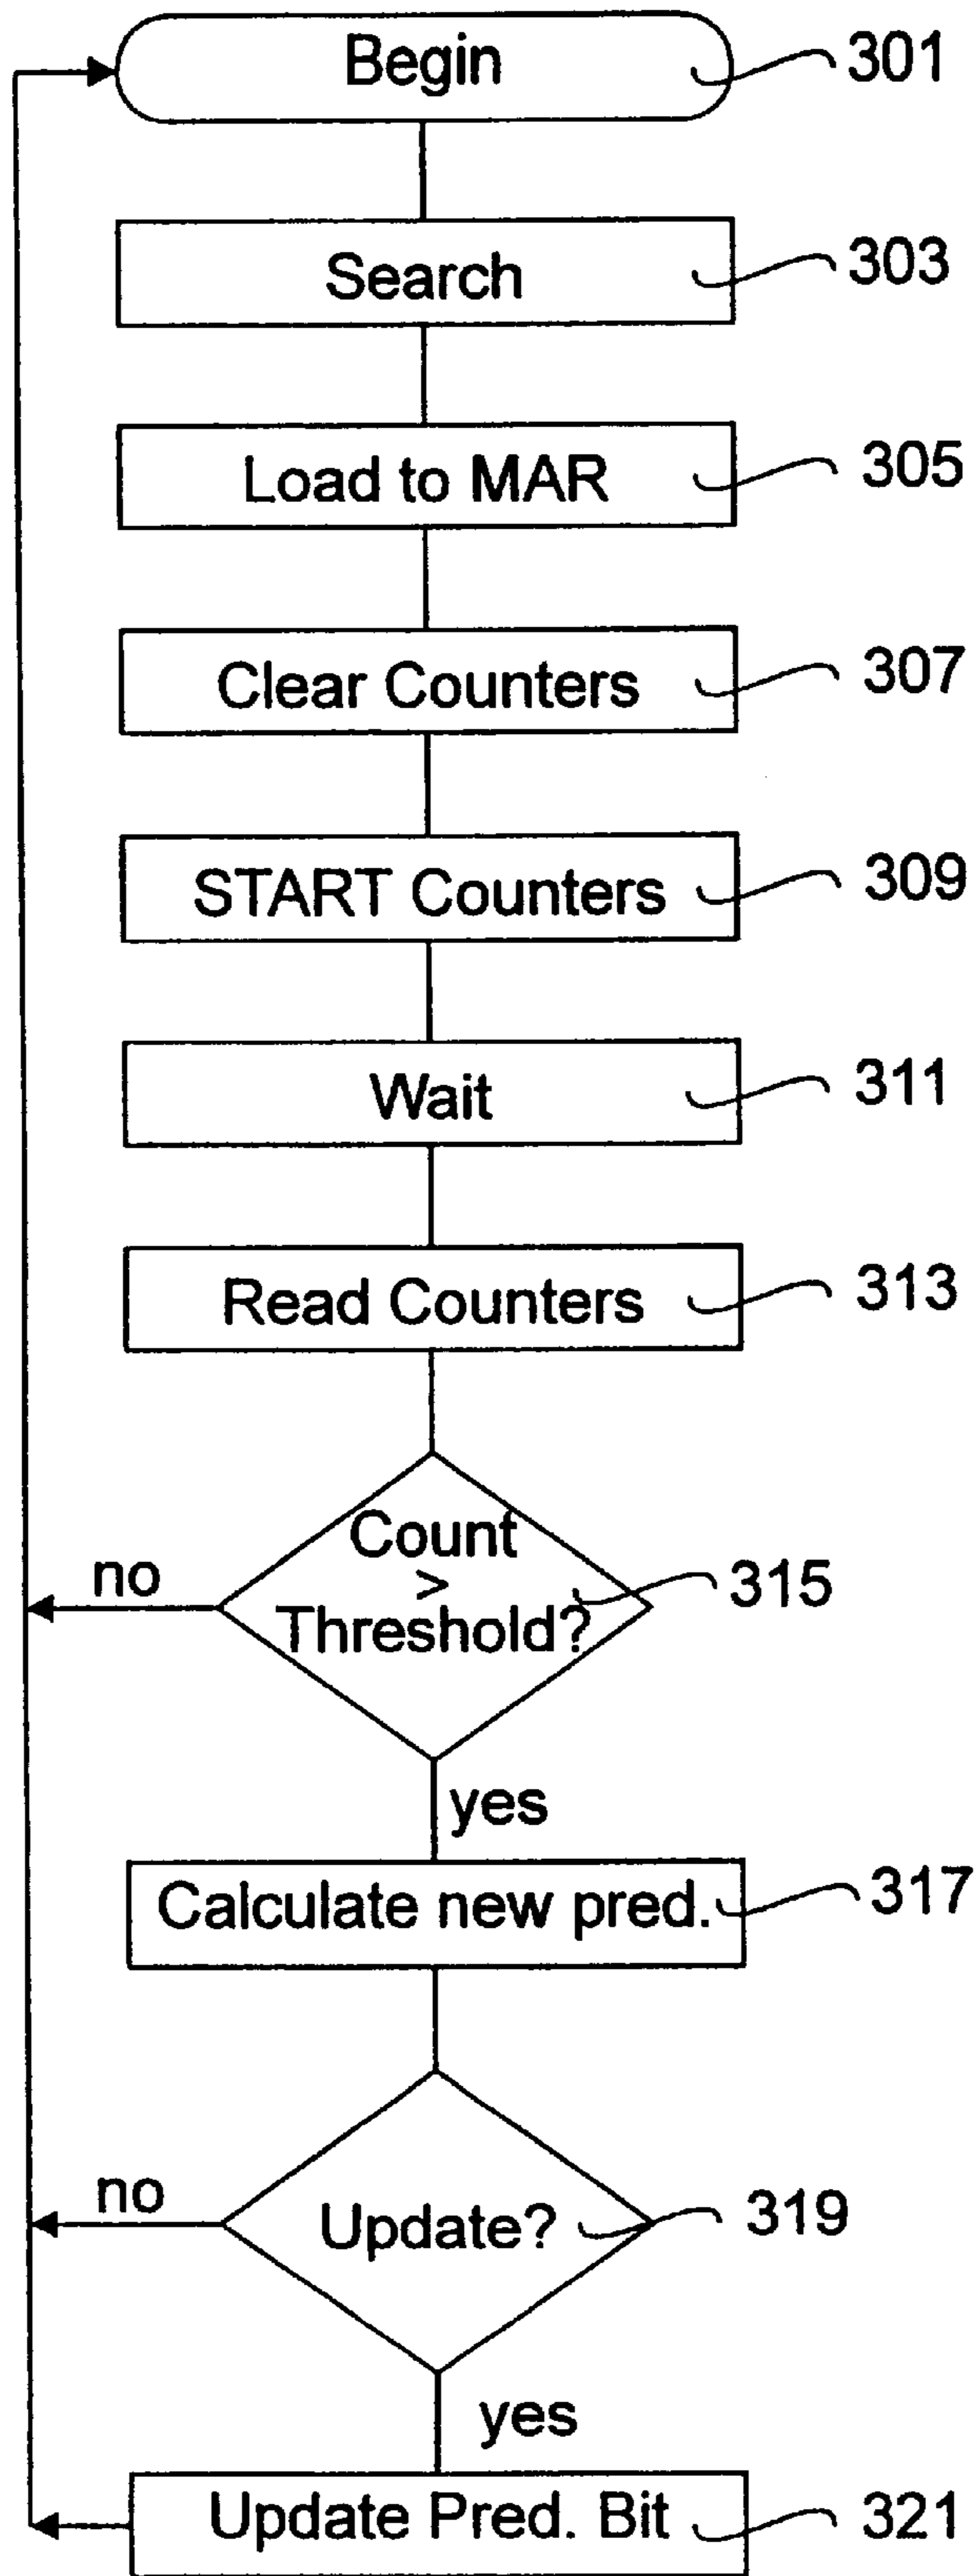 Begin 301
Search 303
Load to MAR 305
Clear Counters 307
START Counters 309
Wait 311
Read Counters 313
Count
>
Threshold? 315
no
yes
Calculate new pred. 317
Update? 319
no
yes
Update Pred. Bit 321